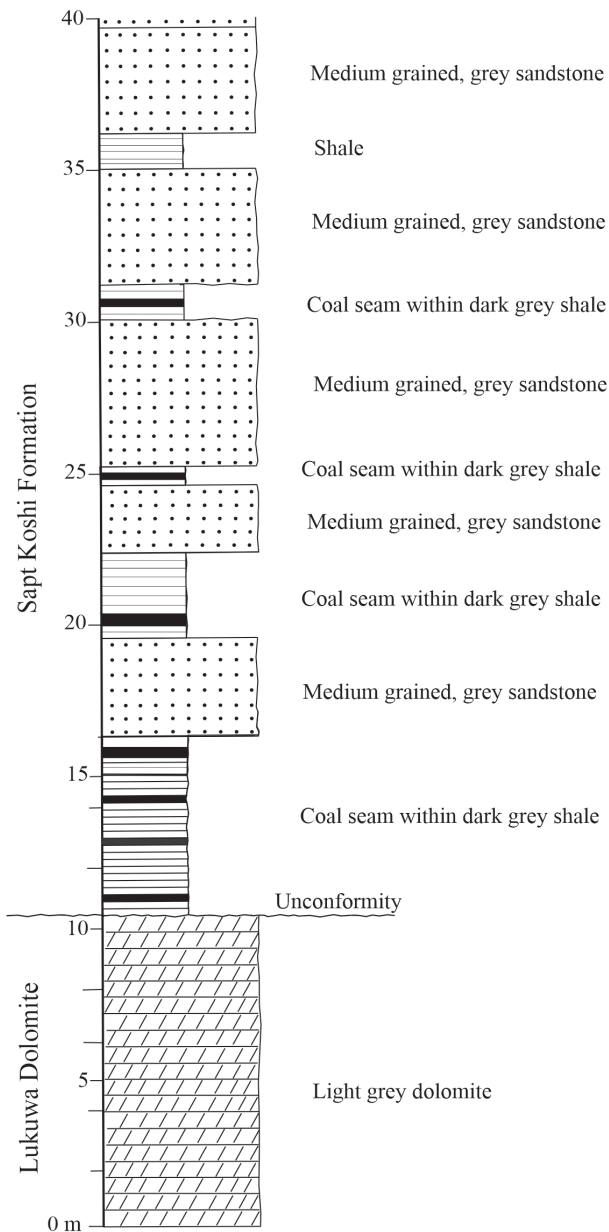 40
Medium grained, grey sandstone
Shale
35
Medium grained, grey sandstone
Coal seam within dark grey shale
30
Medium grained, grey sandstone
Sapt Koshi Formation
Coal seam within dark grey shale
25
Medium grained, grey sandstone
Coal seam within dark grey shale
20
Medium grained, grey sandstone
15
Coal seam within dark grey shale
Unconformity
10
Lukuwa Dolomite
5
Light grey dolomite
0 m